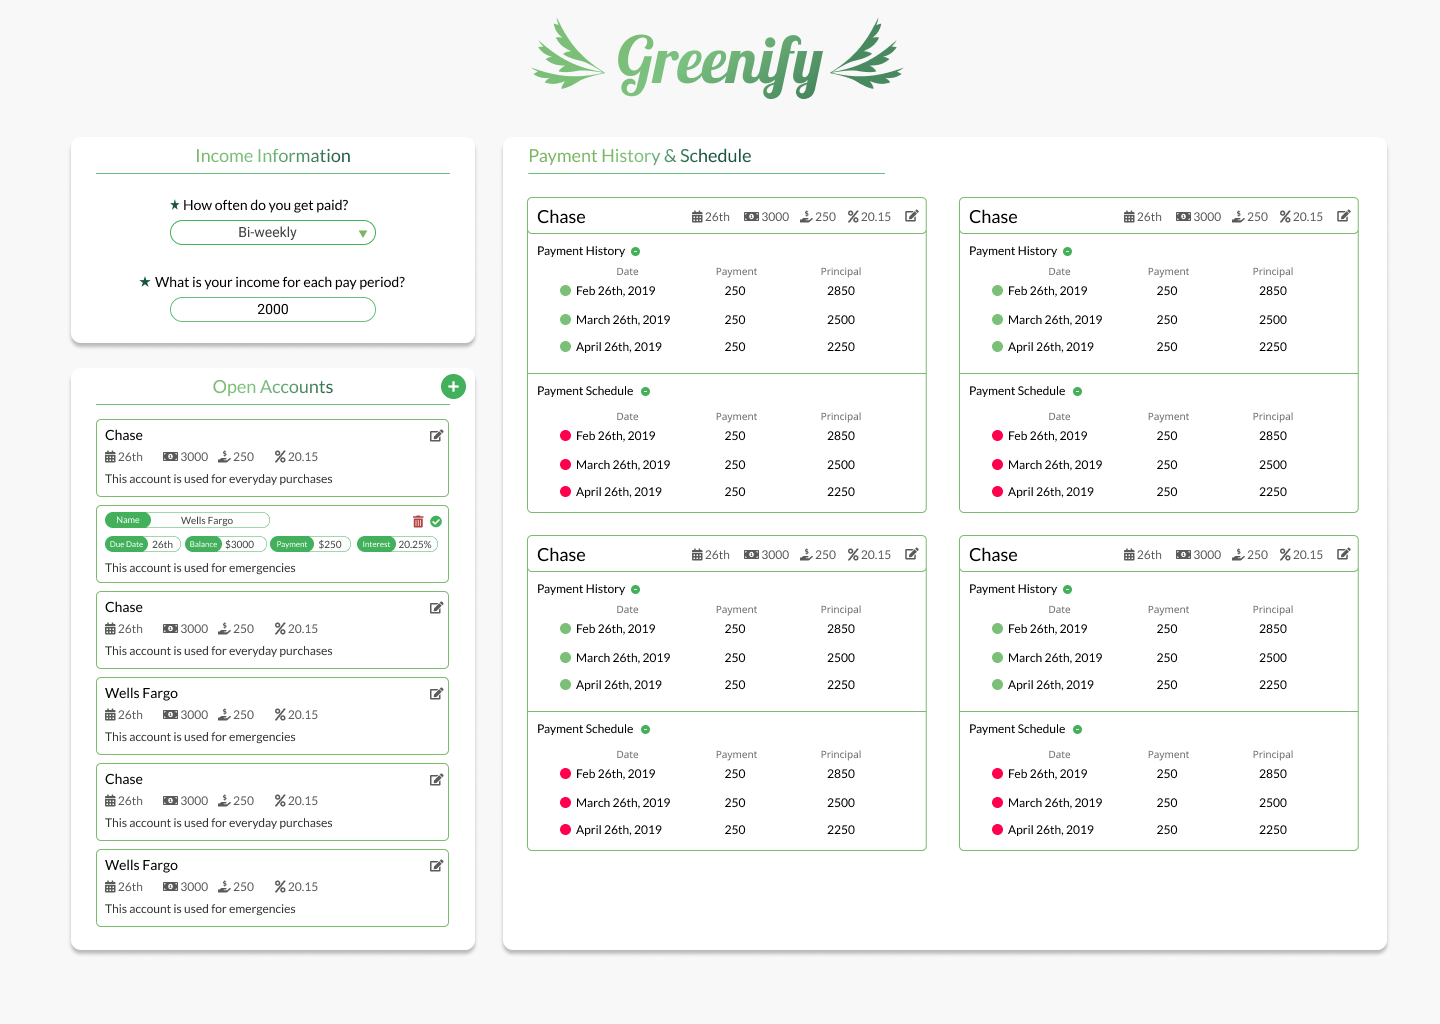 Greenify
Income Information
How often do you get paid?
Bi-weekly
What is your income for each pay period?
2000
Open Accounts
Chase
26th 3000 250 20.15
This account is used for everyday purchases
Name Wells Fargo
Due Date 26th Balance $3000 Payment $250 Interest 20.25%
This account is used for emergencies
Chase
26th 3000 250 20.15
This account is used for everyday purchases
Wells Fargo
26th 3000 250 20.15
This account is used for emergencies
Chase
26th 3000 250 20.15
This account is used for everyday purchases
Wells Fargo
26th 3000 250 20.15
This account is used for emergencies
Payment History & Schedule
Chase 26th 3000 250 20.15
Payment History
Date Payment Principal
Feb 26th, 2019 250 2850
March 26th, 2019 250 2500
April 26th, 2019 250 2250
Payment Schedule
Date Payment Principal
Feb 26th, 2019 250 2850
March 26th, 2019 250 2500
April 26th, 2019 250 2250
Chase 26th 3000 250 20.15
Payment History
Date Payment Principal
Feb 26th, 2019 250 2850
March 26th, 2019 250 2500
April 26th, 2019 250 2250
Payment Schedule
Date Payment Principal
Feb 26th, 2019 250 2850
March 26th, 2019 250 2500
April 26th, 2019 250 2250
Chase 26th 3000 250 20.15
Payment History
Date Payment Principal
Feb 26th, 2019 250 2850
March 26th, 2019 250 2500
April 26th, 2019 250 2250
Payment Schedule
Date Payment Principal
Feb 26th, 2019 250 2850
March 26th, 2019 250 2500
April 26th, 2019 250 2250
Chase 26th 3000 250 20.15
Payment History
Date Payment Principal
Feb 26th, 2019 250 2850
March 26th, 2019 250 2500
April 26th, 2019 250 2250
Payment Schedule
Date Payment Principal
Feb 26th, 2019 250 2850
March 26th, 2019 250 2500
April 26th, 2019 250 2250